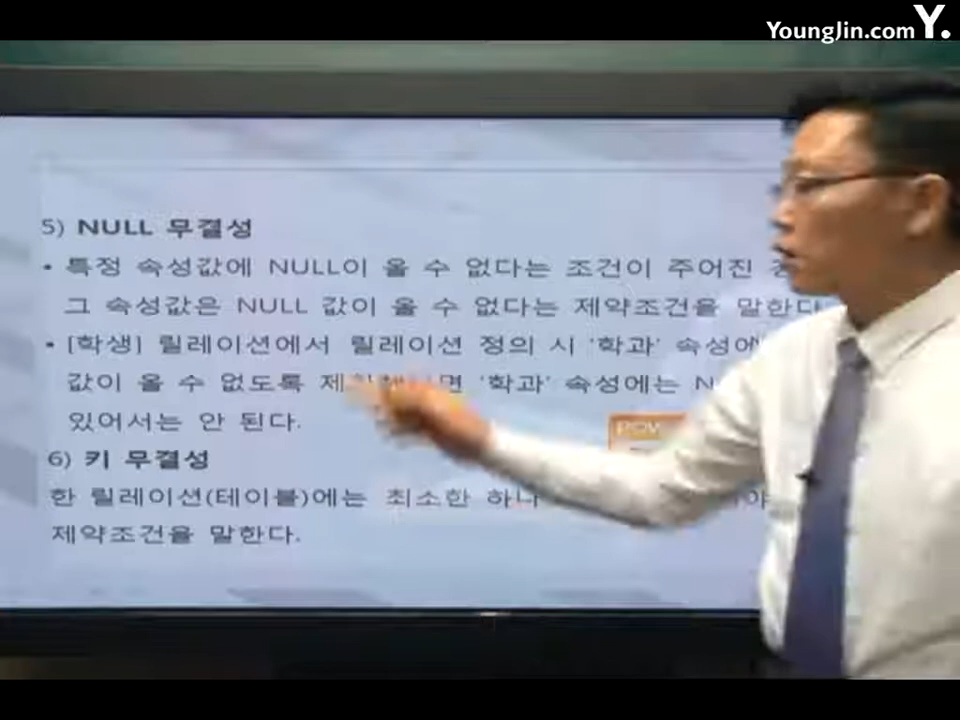 YoungJin.com Y.
5) NULL 무결성
• 특정 속성값에 NULL이 올 수 없다는 조건이 주어진
그 속성값은 NULL 값이 올 수 없다는 제약조건을 말한다.
• [학생] 릴레이션에서 릴레이션 정의 시 '학과' 속성에
값이 올 수 없도록 '학과' 속성에는
있어서는 안 된다.
6) 키 무결성
한 릴레이션(테이블)에는 최소한 하나
제약조건을 말한다.